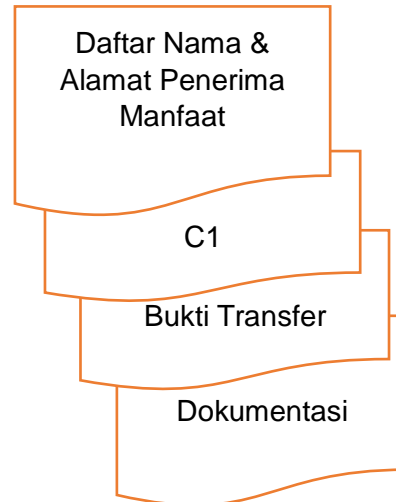 Daftar Nama &
Alamat Penerima
Manfaat
C1
Bukti Transfer
Dokumentasi